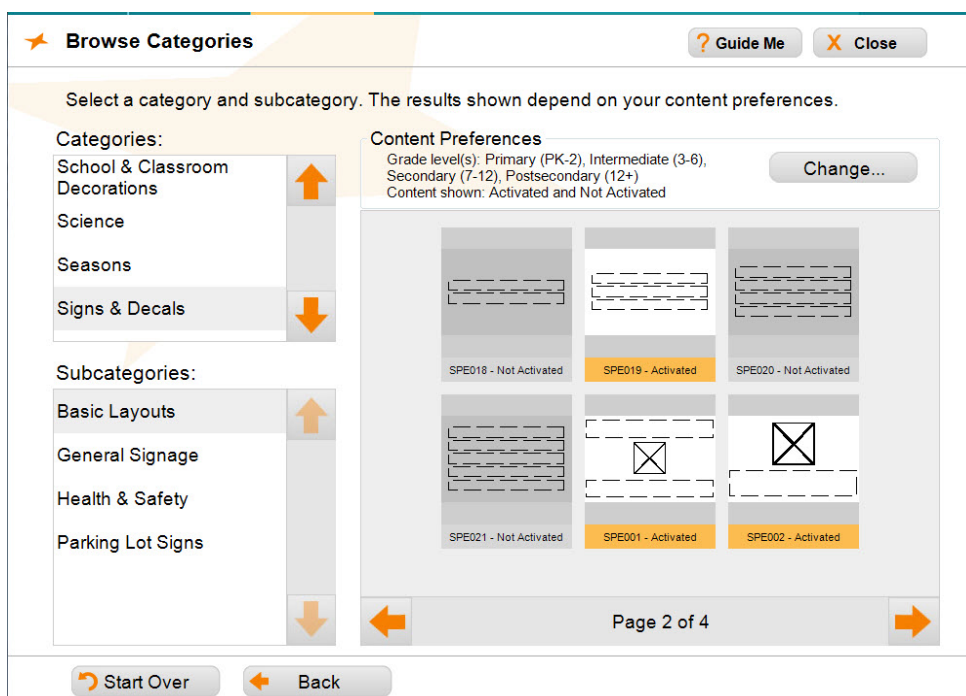 Browse Categories
? Guide Me
X Close
Select a category and subcategory. The results shown depend on your content preferences.
Categories:
School & Classroom
Decorations
Science
Seasons
Signs & Decals
Content Preferences
Grade level(s): Primary (PK-2), Intermediate (3-6),
Secondary (7-12), Postsecondary (12+)
Content shown: Activated and Not Activated
Change...
SPE018 - Not Activated
SPE019 - Activated
SPE020 - Not Activated
Subcategories:
Basic Layouts
General Signage
Health & Safety
Parking Lot Signs
SPE021 - Not Activated
SPE001 - Activated
SPE002 - Activated
Page 2 of 4
Start Over
Back